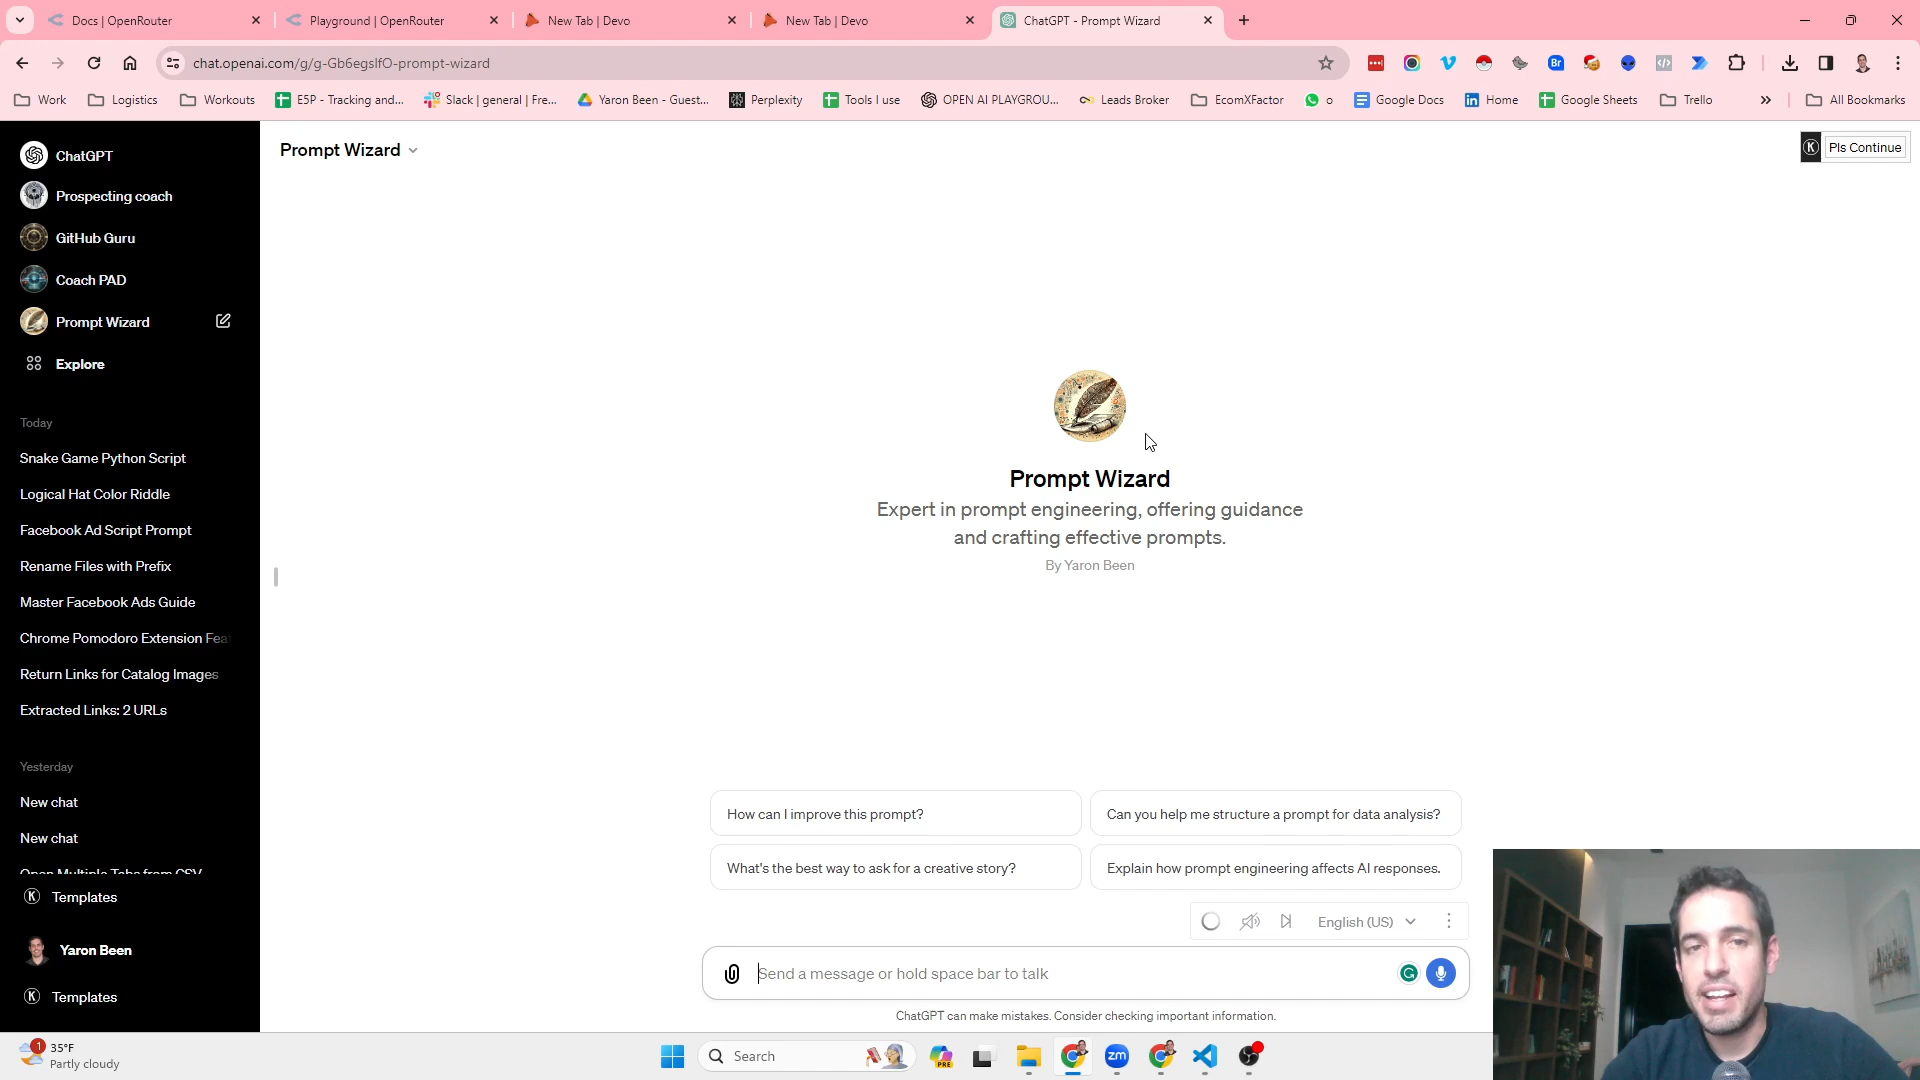 Docs | OpenRouter
Playground | OpenRouter
New Tab | Devo
New Tab | Devo
ChatGPT - Prompt Wizard
chat.openai.com/g/g-Gb6egslfO-prompt-wizard
Br
Work
Logistics
Workouts
E5P - Tracking and...
Slack | general | Fre...
Yaron Been - Guest...
Perplexity
Tools I use
OPEN AI PLAYGROU...
Leads Broker
EcomXFactor
o
Google Docs
Home
Google Sheets
Trello
»
All Bookmarks
ChatGPT
Prospecting coach
GitHub Guru
Coach PAD
Prompt Wizard
Explore
Today
Snake Game Python Script
Logical Hat Color Riddle
Facebook Ad Script Prompt
Rename Files with Prefix
Master Facebook Ads Guide
Chrome Pomodoro Extension Fea
Return Links for Catalog Images
Extracted Links: 2 URLs
Yesterday
New chat
New chat
Open Multiple Tabs from CSV
K Templates
Yaron Been
K Templates
Prompt Wizard
K Pls Continue
Prompt Wizard
Expert in prompt engineering, offering guidance
and crafting effective prompts.
By Yaron Been
How can I improve this prompt?
Can you help me structure a prompt for data analysis?
What's the best way to ask for a creative story?
Explain how prompt engineering affects AI responses.
English (US)
Send a message or hold space bar to talk
ChatGPT can make mistakes. Consider checking important information.
1
35°F
Partly cloudy
Search
PRE
zm